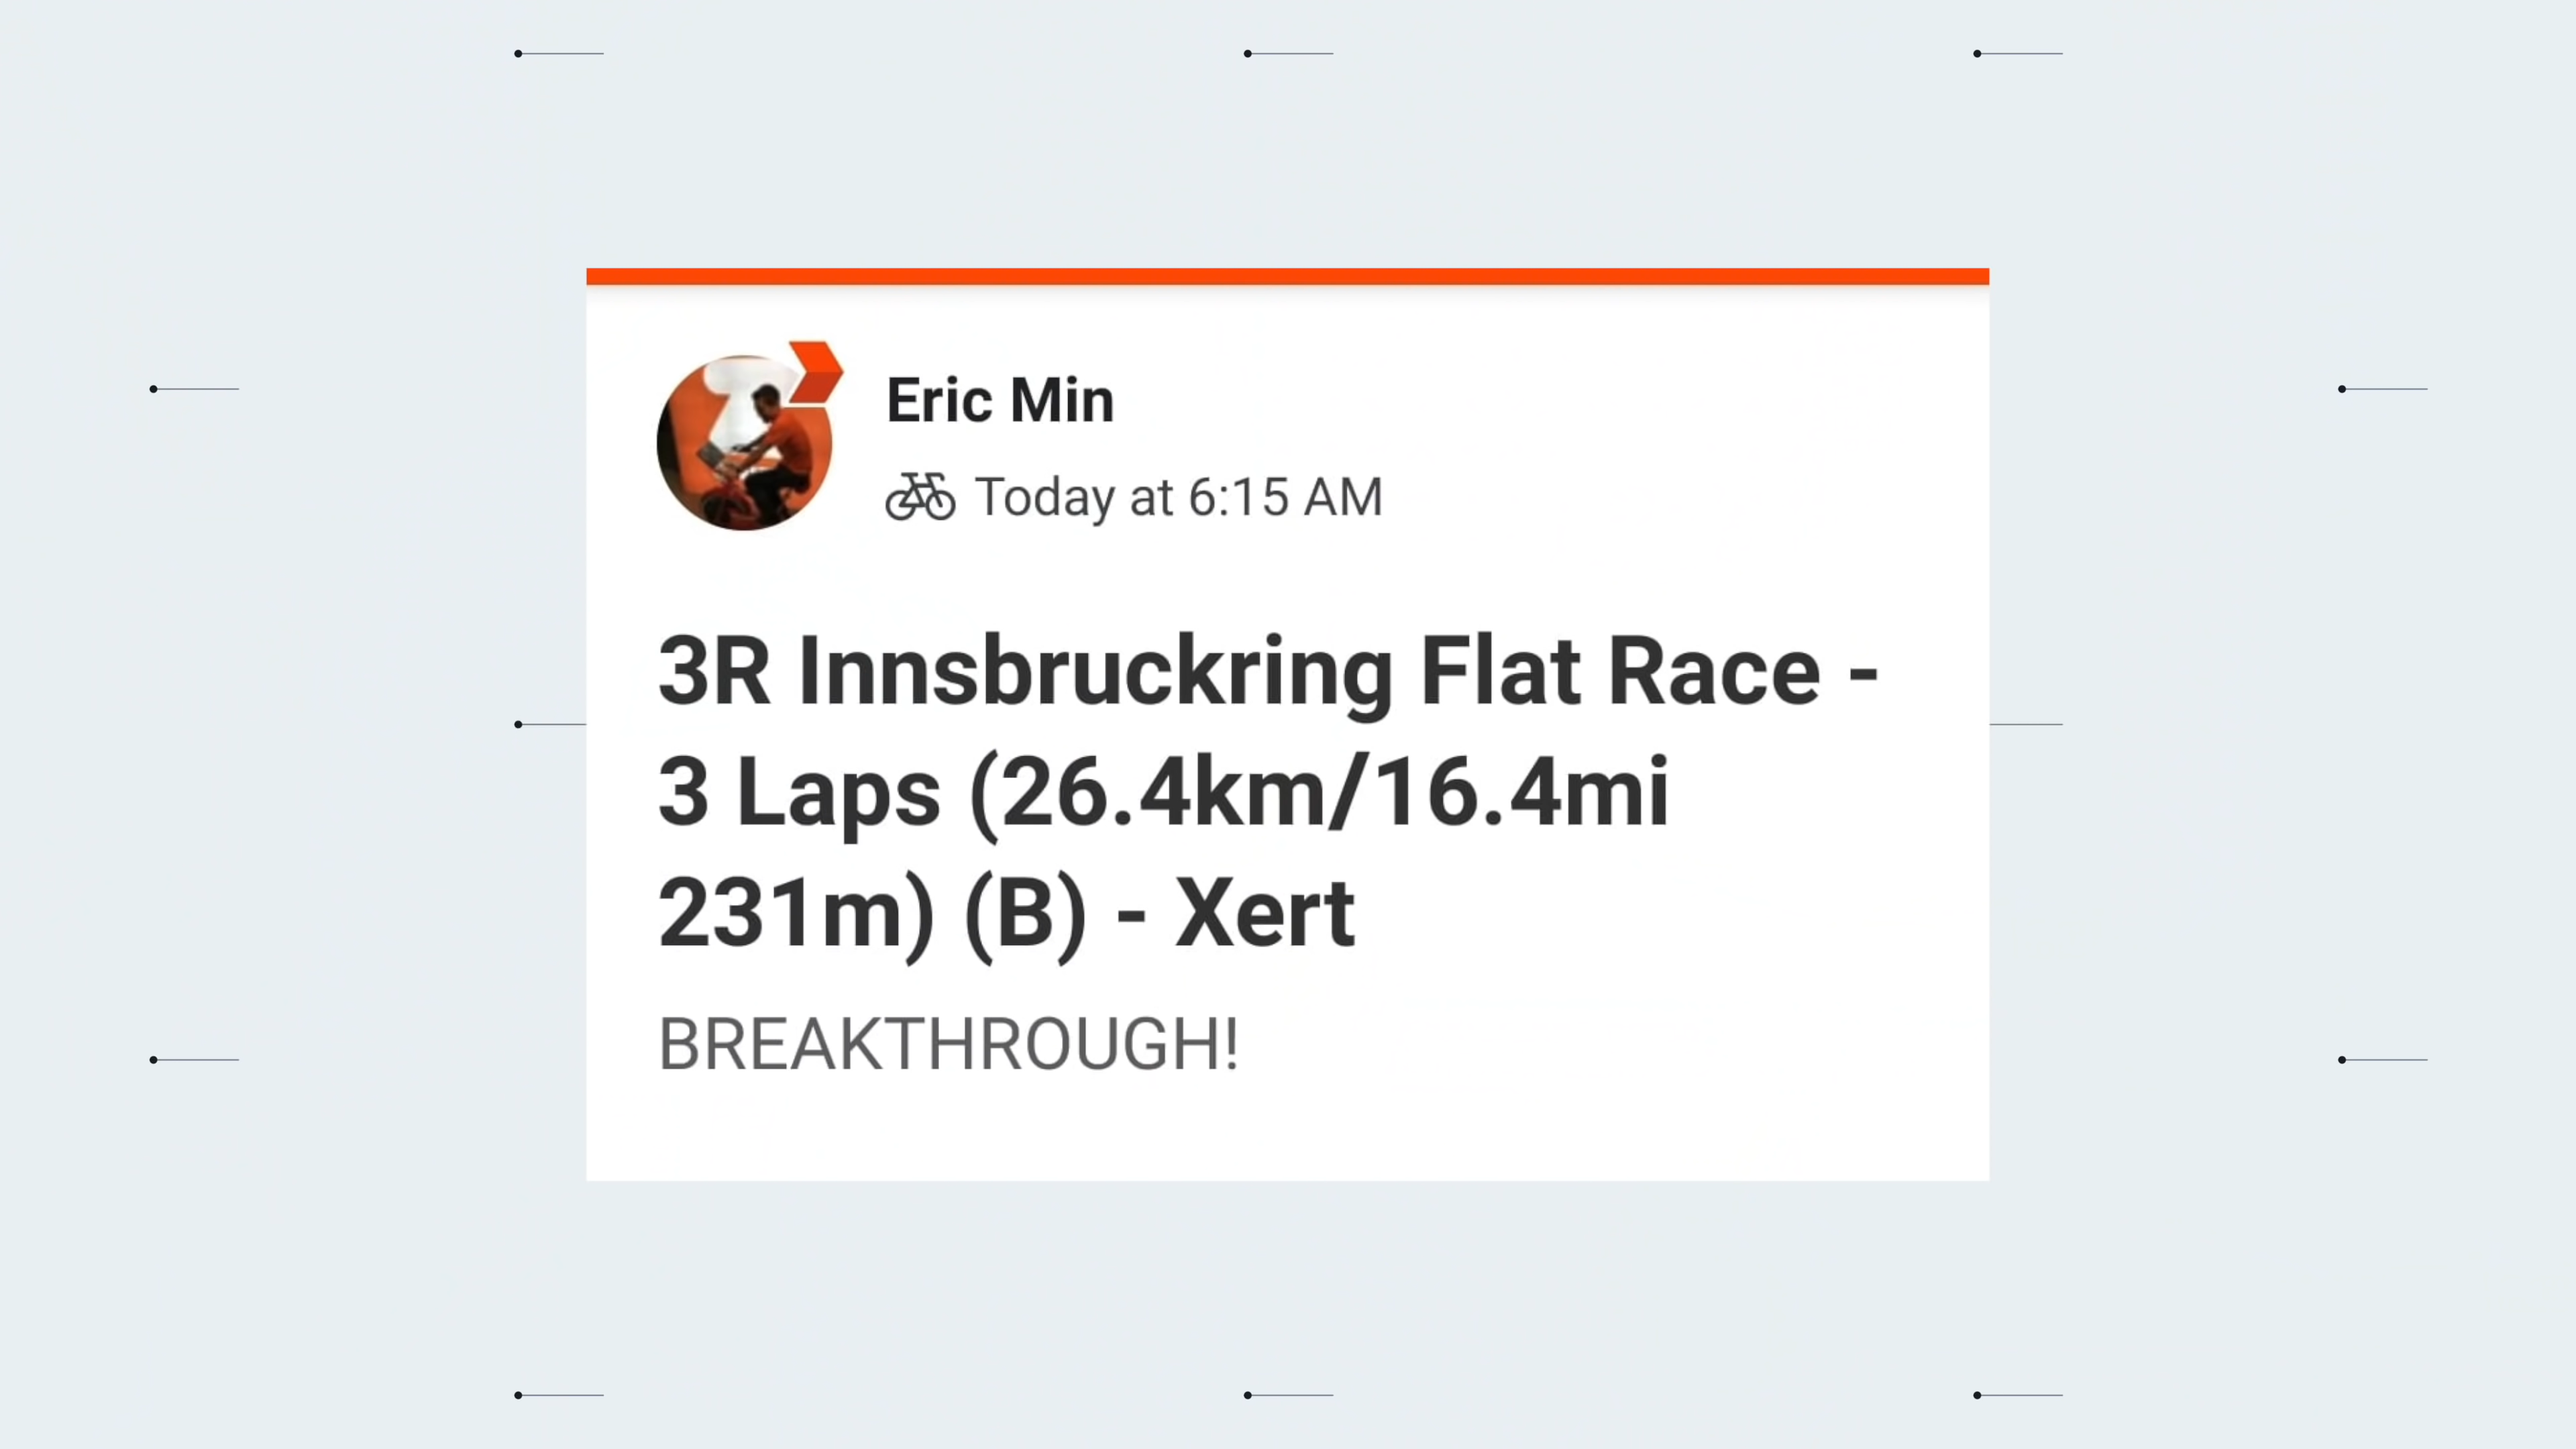 Eric Min
Today at 6:15 AM
3R Innsbruckring Flat Race -
3 Laps (26.4km/16.4mi
231m) (B) - Xert
BREAKTHROUGH!